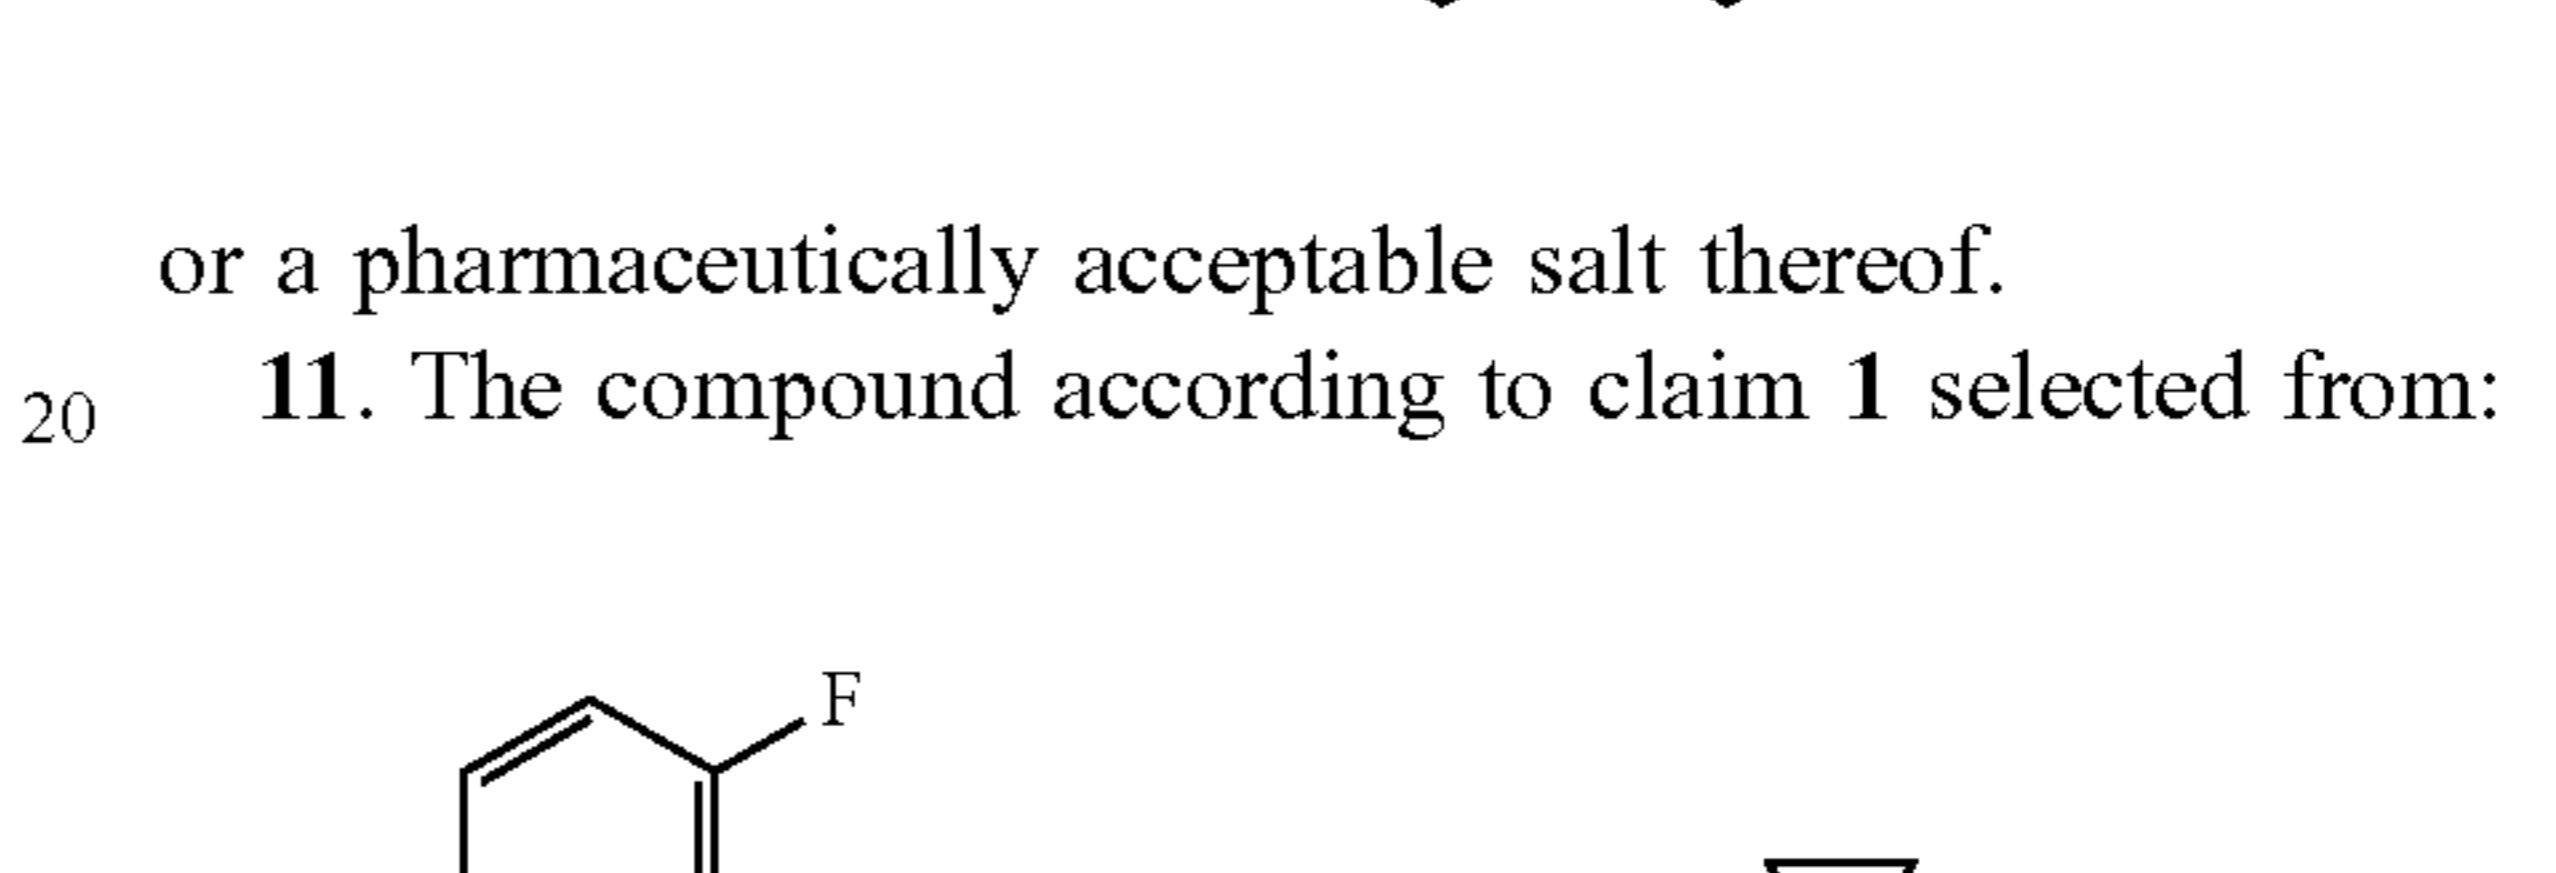 or a pharmaceutically acceptable salt thereof.
20 11. The compound according to claim 1 selected from:
F